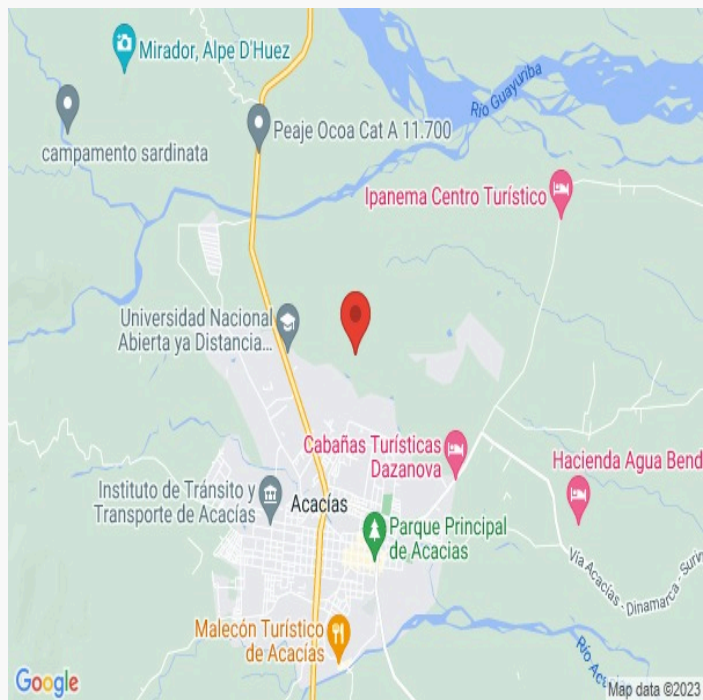 Mirador, Alpe D'Huez
Río Guayuriba
Peaje Ocoa Cat A 11.700
campamento sardinata
Ipanema Centro Turístico
Universidad Nacional
Abierta ya Distancia...
Cabañas Turísticas
Dazanova
Hacienda Agua Bend
Instituto de Tránsito y
Transporte de Acacías
Acacías
Parque Principal
de Acacias
Vía Acacías - Dinamarca - Surim
Malecón Turístico
de Acacías
Río Aca
Google
Map data ©2023